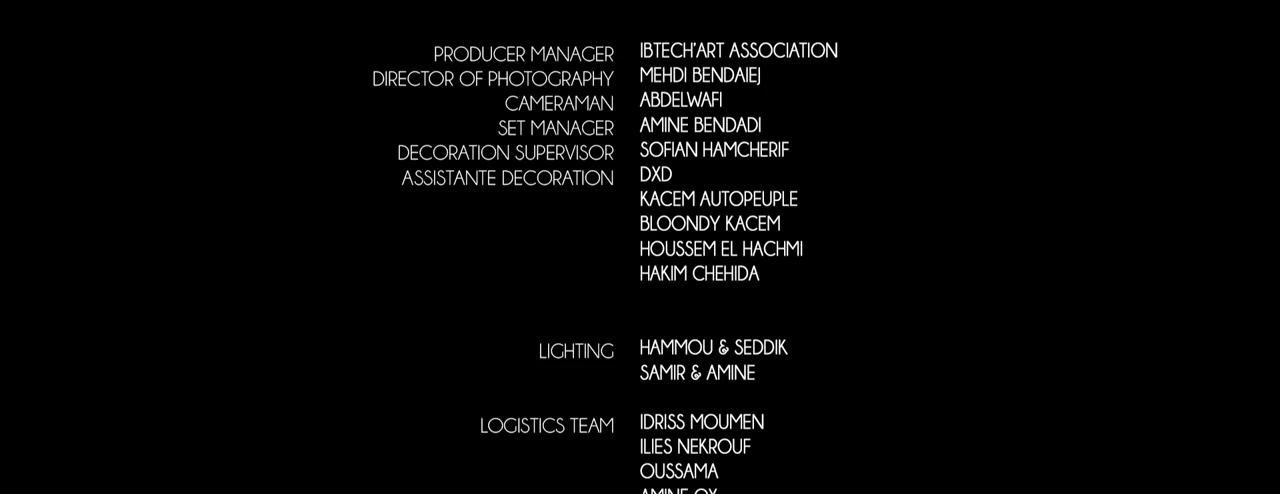 PRODUCER MANAGER IBTECH'ART ASSOCIATION
DIRECTOR OF PHOTOGRAPHY MEHDI BENDAIEJ
CAMERAMAN ABDELWAFI
SET MANAGER AMINE BENDADI
DECORATION SUPERVISOR SOFIAN HAMCHERIF
ASSISTANTE DECORATION DXD
KACEM AUTOPEUPLE
BLOONDY KACEM
HOUSSEM EL HACHMI
HAKIM CHEHIDA
LIGHTING HAMMOU & SEDDIK
SAMIR & AMINE
LOGISTICS TEAM IDRISS MOUMEN
ILIES NEKROUF
OUSSAMA
AMINE